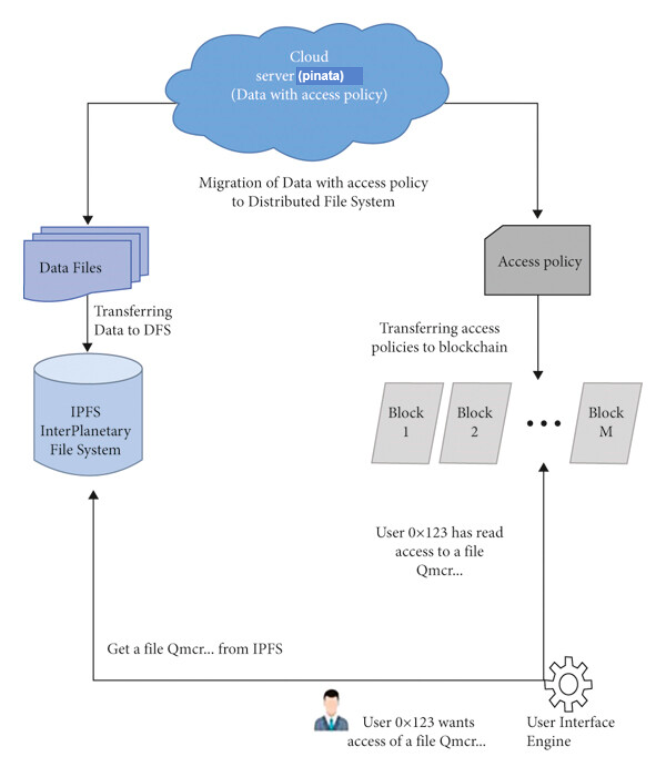 Cloud
server (pinata)
(Data with access policy)
Migration of Data with access policy
to Distributed File System
Data Files
Access policy
Transferring
Data to DFS
Transferring access
policies to blockchain
IPFS
InterPlanetary
File System
Block
1
Block
2
Block
M
User 0×123 has read
access to a file
Qmcr...
Get a file Qmcr... from IPFS
User 0×123 wants
access of a file Qmcr...
User Interface
Engine